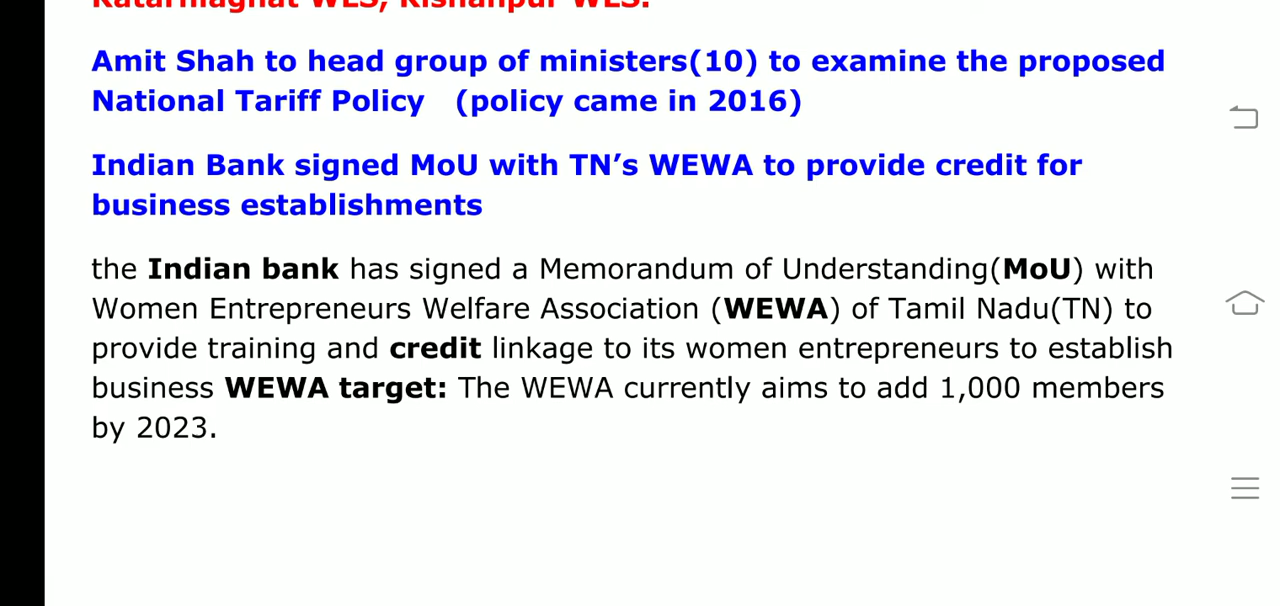 Katarniaghat WLS, Kishanpur WLS.
Amit Shah to head group of ministers(10) to examine the proposed
National Tariff Policy (policy came in 2016)
Indian Bank signed MoU with TN’s WEWA to provide credit for
business establishments
the Indian bank has signed a Memorandum of Understanding(MoU) with
Women Entrepreneurs Welfare Association (WEWA) of Tamil Nadu(TN) to
provide training and credit linkage to its women entrepreneurs to establish
business WEWA target: The WEWA currently aims to add 1,000 members
by 2023.